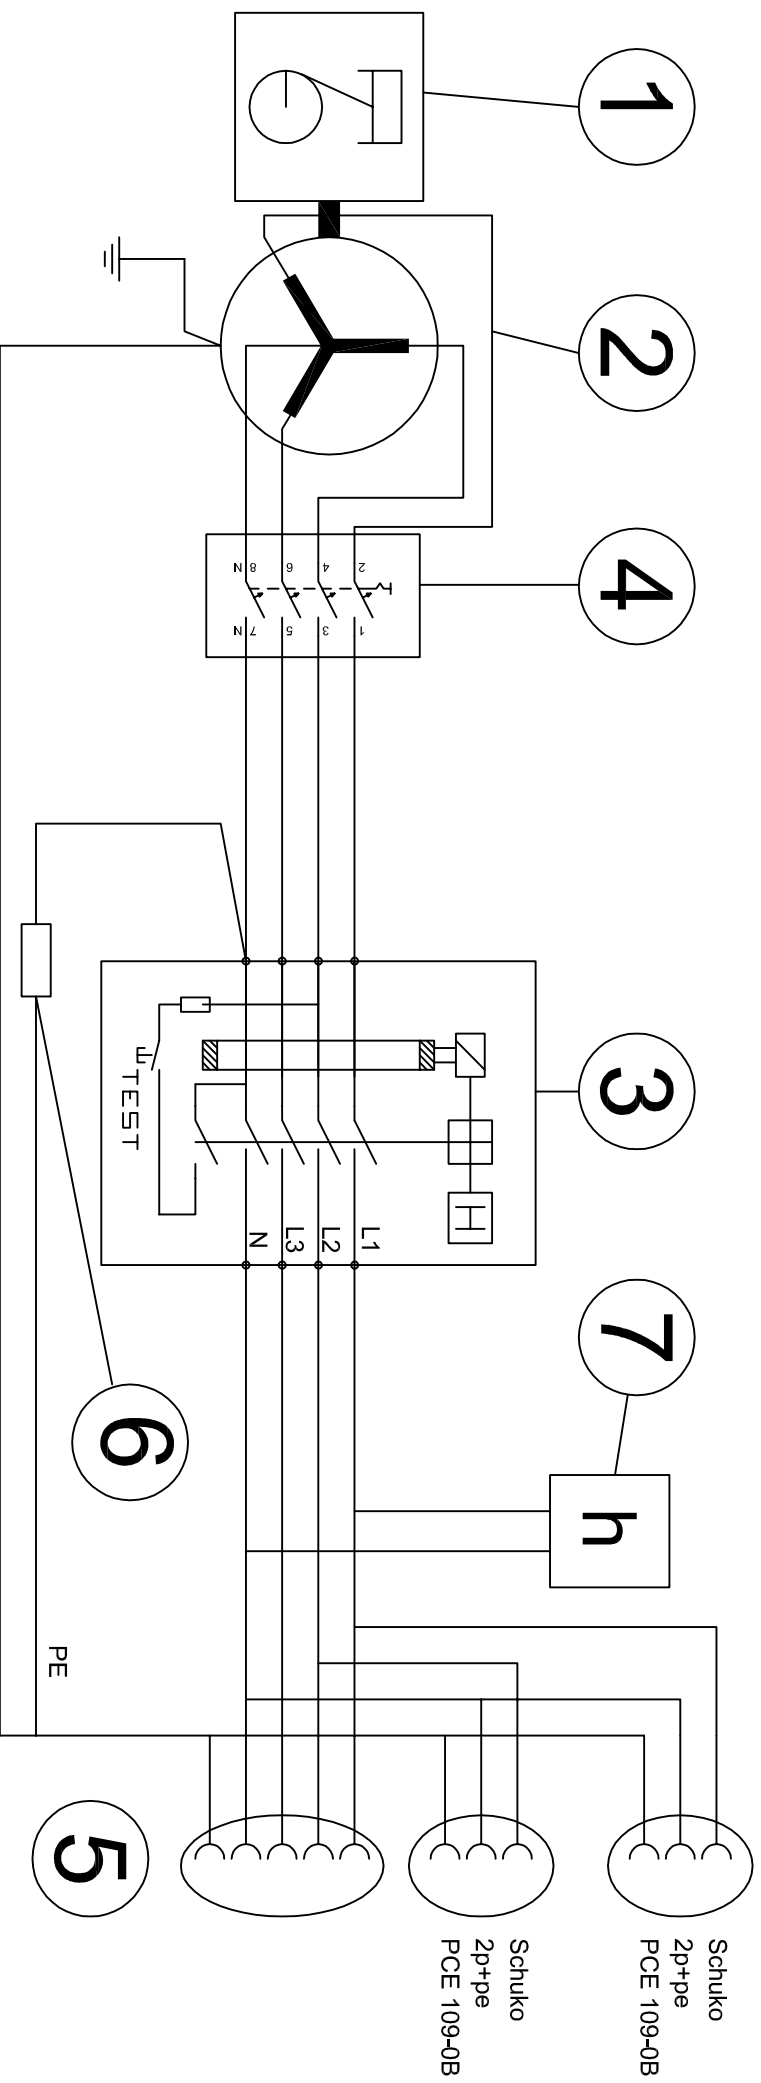 1
2
4
3
7
6
5
N 8 6 4 2
N 7 5 3 1
TEST
H
L1
L2
L3
N
h
PE
Schuko
2p+pe
PCE 109-0B
Schuko
2p+pe
PCE 109-0B